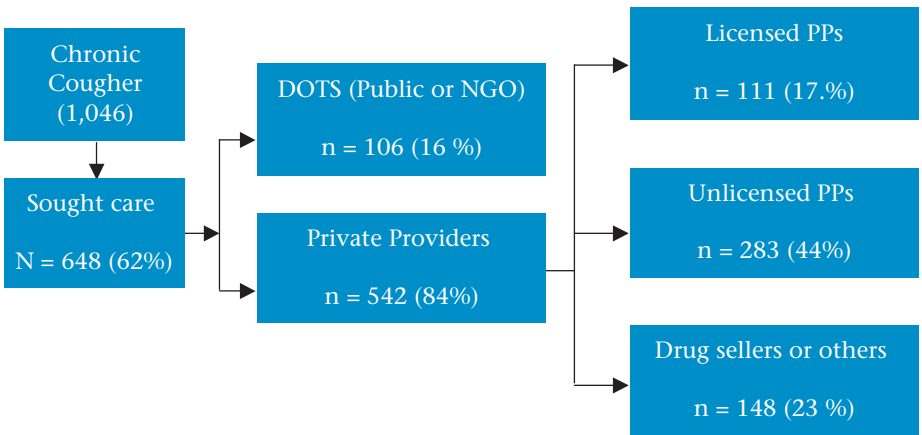 Chronic
Cougher
(1,046)
Sought care
N = 648 (62%)
DOTS (Public or NGO)
n = 106 (16 %)
Private Providers
n = 542 (84%)
Licensed PPs
n = 111 (17.%)
Unlicensed PPs
n = 283 (44%)
Drug sellers or others
n = 148 (23 %)